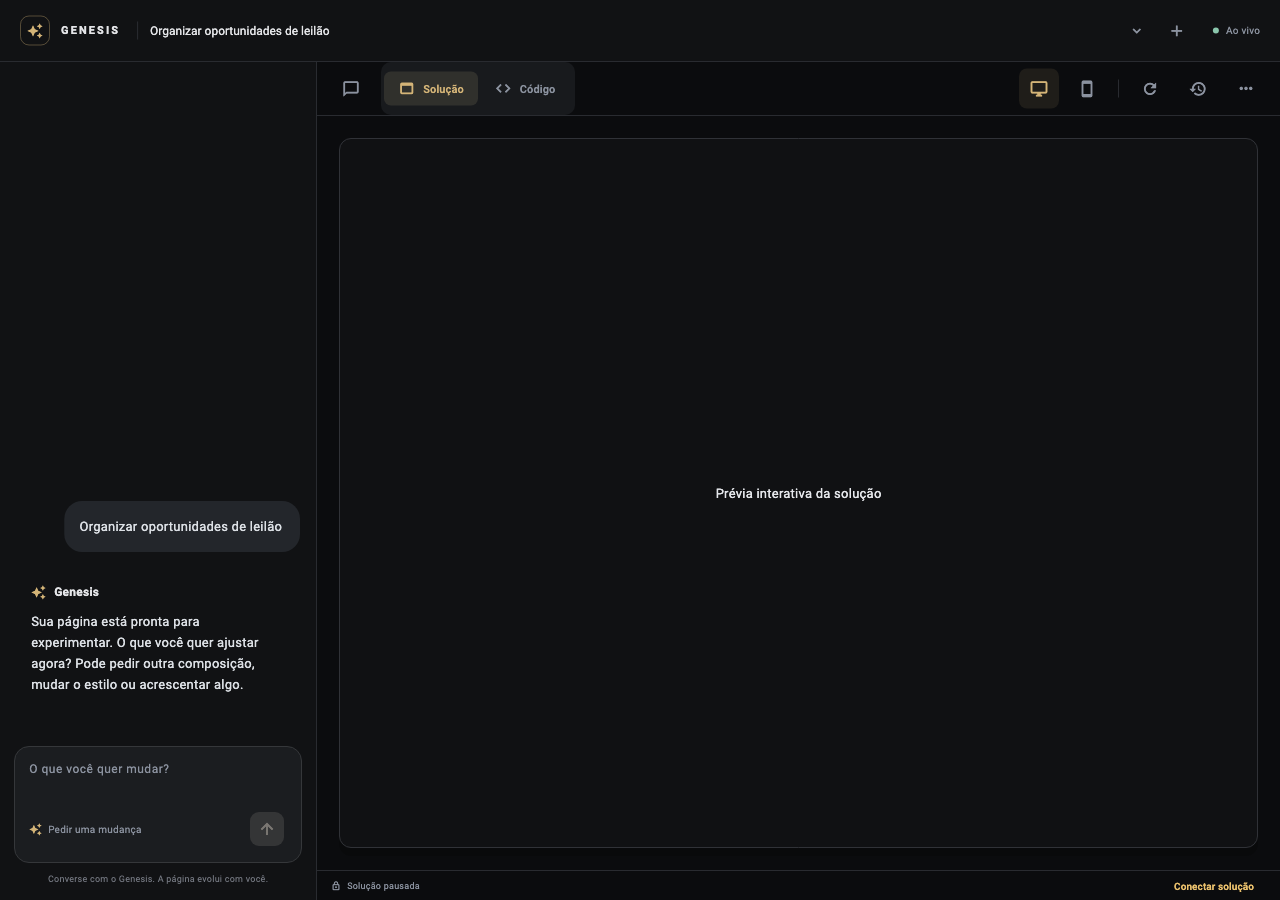 GENESIS
Organizar oportunidades de leilão
Ao vivo
Solução
Código
Prévia interativa da solução
Organizar oportunidades de leilão
Genesis
Sua página está pronta para
experimentar. O que você quer ajustar
agora? Pode pedir outra composição,
mudar o estilo ou acrescentar algo.
O que você quer mudar?
Pedir uma mudança
Converse com o Genesis. A página evolui com você.
Solução pausada
Conectar solução